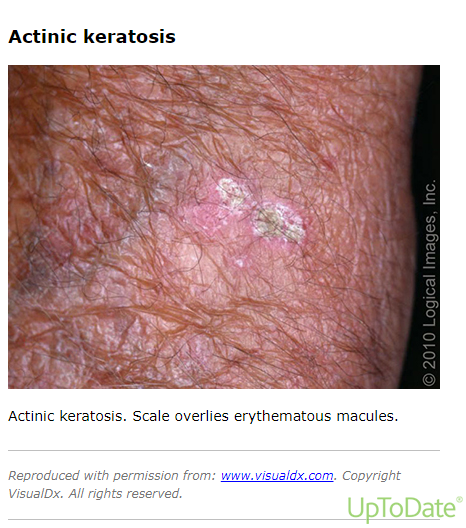 Actinic keratosis
© 2010 Logical Images, Inc.
Actinic keratosis. Scale overlies erythematous macules.
Reproduced with permission from: www.visualdx.com. Copyright
VisualDx. All rights reserved.
UpToDate®